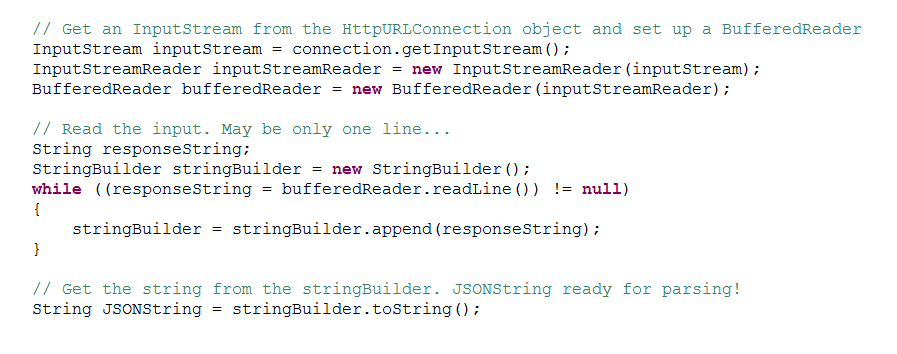 // Get an InputStream from the HttpURLConnection object and set up a BufferedReader
InputStream inputStream = connection.getInputStream();
InputStreamReader inputStreamReader = new InputStreamReader(inputStream);
BufferedReader bufferedReader = new BufferedReader(inputStreamReader);

// Read the input. May be only one line...
String responseString;
StringBuilder stringBuilder = new StringBuilder();
while ((responseString = bufferedReader.readLine()) != null)
{
    stringBuilder = stringBuilder.append(responseString);
}

// Get the string from the stringBuilder. JSONString ready for parsing!
String JSONString = stringBuilder.toString();